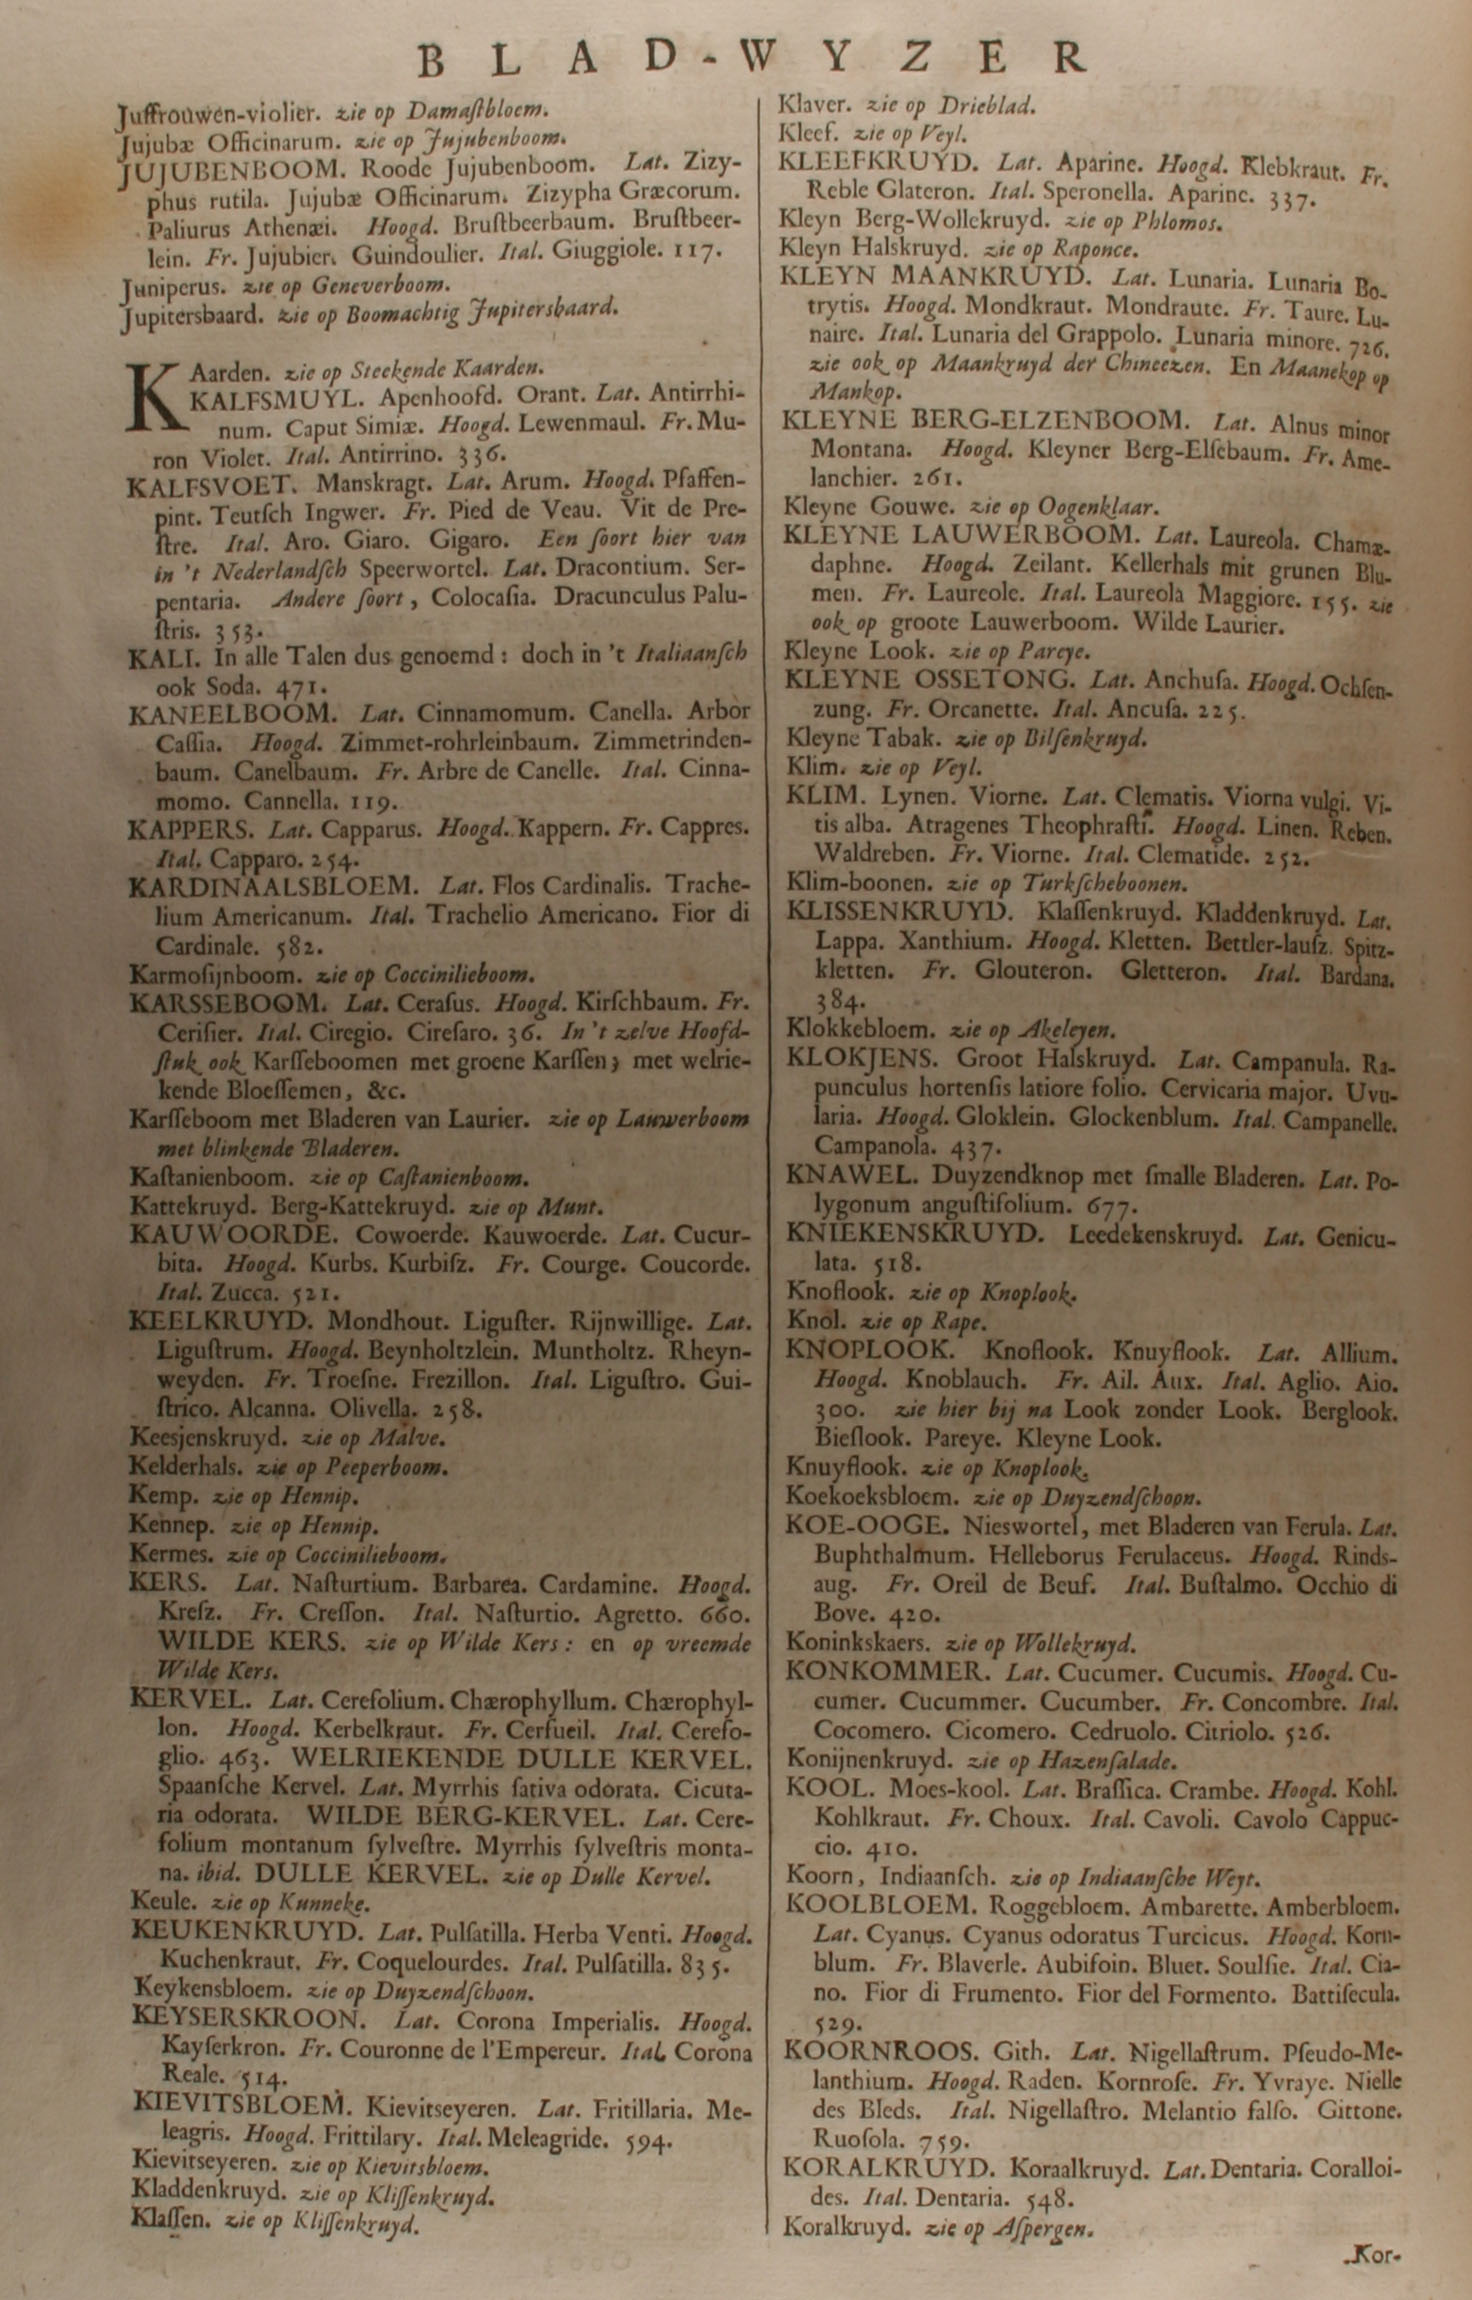 BLAD-WYZER
Juffrouwen-violier. zie op Damaſtbloem.
Jujubæ Officinarum. zie op Jujubenboom.
JUJUBENBOOM. Roode Jujubenboom. Lat. Zizy-
phus rutila. Jujubæ Officinarum. Zizypha Græcorum.
Paliurus Athenæi. Hoogd. Bruſtbeerbaum. Bruſtbeer-
lein. Fr. Jujubier. Guindoulier. Ital. Giuggiole. 117.
Juniperus. zie op Geneverboom.
Jupitersbaard. zie op Boomachtig Jupitersbaard.
KAarden. zie op Steekende Kaarden.
KALFSMUYL. Apenhoofd. Orant. Lat. Antirrhi-
num. Caput Simiæ. Hoogd. Lewenmaul. Fr. Mu-
ron Violet. Ital. Antirrino. 336.
KALFSVOET. Manskragt. Lat. Arum. Hoogd. Pfaffen-
pint. Teutſch Ingwer. Fr. Pied de Veau. Vit de Pre-
ſtre. Ital. Aro. Giaro. Gigaro. Een ſoort hier van
in 't Nederlandſch Speerwortel. Lat. Dracontium. Ser-
pentaria. Andere ſoort, Colocaſia. Dracunculus Palu-
ſtris. 353.
KALI. In alle Talen dus genoemd: doch in 't Italiaanſch
ook Soda. 471.
KANEELBOOM. Lat. Cinnamomum. Canella. Arbor
Caſſia. Hoogd. Zimmet-rohrleinbaum. Zimmetrinden-
baum. Canelbaum. Fr. Arbre de Canelle. Ital. Cinna-
momo. Cannella. 119.
KAPPERS. Lat. Capparus. Hoogd. Kappern. Fr. Cappres.
Ital. Capparo. 254.
KARDINAALSBLOEM. Lat. Flos Cardinalis. Trache-
lium Americanum. Ital. Trachelio Americano. Fior di
Cardinale. 582.
Karmoſijnboom. zie op Coccinilieboom.
KARSSEBOOM. Lat. Ceraſus. Hoogd. Kirſchbaum. Fr.
Ceriſier. Ital. Ciregio. Cireſaro. 36. In 't zelve Hoofd-
ſtuk ook Karſſeboomen met groene Karſſen; met welrie-
kende Bloeſſemen, &c.
Karſſeboom met Bladeren van Laurier. zie op Lauwerboom
met blinkende Bladeren.
Kaſtanienboom. zie op Caſtanienboom.
Kattekruyd. Berg-Kattekruyd. zie op Munt.
KAUWOORDE. Cowoerde. Kauwoerde. Lat. Cucur-
bita. Hoogd. Kurbs. Kurbiſz. Fr. Courge. Coucorde.
Ital. Zucca. 521.
KEELKRUYD. Mondhout. Liguſter. Rijnwillige. Lat.
Liguſtrum. Hoogd. Beynholtzlein. Muntholtz. Rheyn-
weyden. Fr. Troeſne. Frezillon. Ital. Liguſtro. Gui-
ſtrico. Alcanna. Olivella. 258.
Keesjenskruyd. zie op Malve.
Kelderhals. zie op Peeperboom.
Kemp. zie op Hennip.
Kennep. zie op Hennip.
Kermes. zie op Coccinilieboom.
KERS. Lat. Naſturtium. Barbarea. Cardamine. Hoogd.
Kreſz. Fr. Creſſon. Ital. Naſturtio. Agretto. 660.
WILDE KERS. zie op Wilde Kers: en op vreemde
Wilde Kers.
KERVEL. Lat. Cerefolium. Chærophyllum. Chærophyl-
lon. Hoogd. Kerbelkraut. Fr. Cerfueil. Ital. Cerefo-
glio. 463. WELRIEKENDE DULLE KERVEL.
Spaanſche Kervel. Lat. Myrrhis ſativa odorata. Cicuta-
ria odorata. WILDE BERG-KERVEL. Lat. Cere-
folium montanum ſylveſtre. Myrrhis ſylveſtris monta-
na. ibid. DULLE KERVEL. zie op Dulle Kervel.
Keule. zie op Kunneke.
KEUKENKRUYD. Lat. Pulſatilla. Herba Venti. Hoogd.
Kuchenkraut. Fr. Coquelourdes. Ital. Pulſatilla. 835.
Keykensbloem. zie op Duyzendſchoon.
KEYSERSKROON. Lat. Corona Imperialis. Hoogd.
Kayſerkron. Fr. Couronne de l'Empereur. Ital. Corona
Reale. 514.
KIEVITSBLOEM. Kievitseyeren. Lat. Fritillaria. Me-
leagris. Hoogd. Frittilary. Ital. Meleagride. 594.
Kievitseyeren. zie op Kievitsbloem.
Kladdenkruyd. zie op Kliſſenkruyd.
Klaſſen. zie op Kliſſenkruyd.
Klaver. zie op Drieblad.
Kleef. zie op Veyl.
KLEEFKRUYD. Lat. Aparine. Hoogd. Klebkraut. Fr.
Reble Glateron. Ital. Speronella. Aparine. 337.
Kleyn Berg-Wollekruyd. zie op Phlomos.
Kleyn Halskruyd. zie op Raponce.
KLEYN MAANKRUYD. Lat. Lunaria. Lunaria Bo-
trytis. Hoogd. Mondkraut. Mondraute. Fr. Taure. Lu-
naire. Ital. Lunaria del Grappolo. Lunaria minore. 726.
zie ook op Maankruyd der Chineezen. En Maanekop op
Mankop.
KLEYNE BERG-ELZENBOOM. Lat. Alnus minor
Montana. Hoogd. Kleyner Berg-Elſebaum. Fr. Ame-
lanchier. 261.
Kleyne Gouwe. zie op Oogenklaar.
KLEYNE LAUWERBOOM. Lat. Laureola. Chamæ-
daphne. Hoogd. Zeilant. Kellerhals mit grunen Blu-
men. Fr. Laureole. Ital. Laureola Maggiore. 155. zie
ook op groote Lauwerboom. Wilde Laurier.
Kleyne Look. zie op Pareye.
KLEYNE OSSETONG. Lat. Anchuſa. Hoogd. Ochſen-
zung. Fr. Orcanette. Ital. Ancuſa. 225.
Kleyne Tabak. zie op Bilſenkruyd.
Klim. zie op Veyl.
KLIM. Lynen. Viorne. Lat. Clematis. Viorna vulgi. Vi-
tis alba. Atragenes Theophraſti. Hoogd. Linen. Reben.
Waldreben. Fr. Viorne. Ital. Clematide. 252.
Klim-boonen. zie op Turkſcheboonen.
KLISSENKRUYD. Klaſſenkruyd. Kladdenkruyd. Lat.
Lappa. Xanthium. Hoogd. Kletten. Bettler-lauſz. Spitz-
kletten. Fr. Glouteron. Gletteron. Ital. Bardana.
384.
Klokkebloem. zie op Akeleyen.
KLOKJENS. Groot Halskruyd. Lat. Campanula. Ra-
punculus hortenſis latiore folio. Cervicaria major. Uvu-
laria. Hoogd. Gloklein. Glockenblum. Ital. Campanelle.
Campanola. 437.
KNAWEL. Duyzendknop met ſmalle Bladeren. Lat. Po-
lygonum anguſtifolium. 677.
KNIEKENSKRUYD. Leedekenskruyd. Lat. Genicu-
lata. 518.
Knoflook. zie op Knoplook.
Knol. zie op Rape.
KNOPLOOK. Knoflook. Knuyflook. Lat. Allium.
Hoogd. Knoblauch. Fr. Ail. Aux. Ital. Aglio. Aio.
300. zie hier bij na Look zonder Look. Berglook.
Bieſlook. Pareye. Kleyne Look.
Knuyflook. zie op Knoplook.
Koekoeksbloem. zie op Duyzendſchoon.
KOE-OOGE. Nieswortel, met Bladeren van Ferula. Lat.
Buphthalmum. Helleborus Ferulaceus. Hoogd. Rinds-
aug. Fr. Oreil de Beuf. Ital. Buftalmo. Occhio di
Bove. 420.
Koninkskaers. zie op Wollekruyd.
KONKOMMER. Lat. Cucumer. Cucumis. Hoogd. Cu-
cumer. Cucummer. Cucumber. Fr. Concombre. Ital.
Cocomero. Cicomero. Cedruolo. Citriolo. 526.
Konijnenkruyd. zie op Hazenſalade.
KOOL. Moes-kool. Lat. Braſſica. Crambe. Hoogd. Kohl.
Kohlkraut. Fr. Choux. Ital. Cavoli. Cavolo Cappuc-
cio. 410.
Koorn, Indiaanſch. zie op Indiaanſche Weyt.
KOOLBLOEM. Roggebloem. Ambarette. Amberbloem.
Lat. Cyanus. Cyanus odoratus Turcicus. Hoogd. Korn-
blum. Fr. Blaverle. Aubifoin. Bluet. Soulſie. Ital. Cia-
no. Fior di Frumento. Fior del Formento. Battiſecula.
529.
KOORNROOS. Gith. Lat. Nigellaſtrum. Pſeudo-Me-
lanthium. Hoogd. Raden. Kornroſe. Fr. Yvraye. Nielle
des Bleds. Ital. Nigellaſtro. Melantio falſo. Gittone.
Ruoſola. 759.
KORALKRUYD. Koraalkruyd. Lat. Dentaria. Coralloi-
des. Ital. Dentaria. 548.
Koralkruyd. zie op Aſpergen.
Kor-